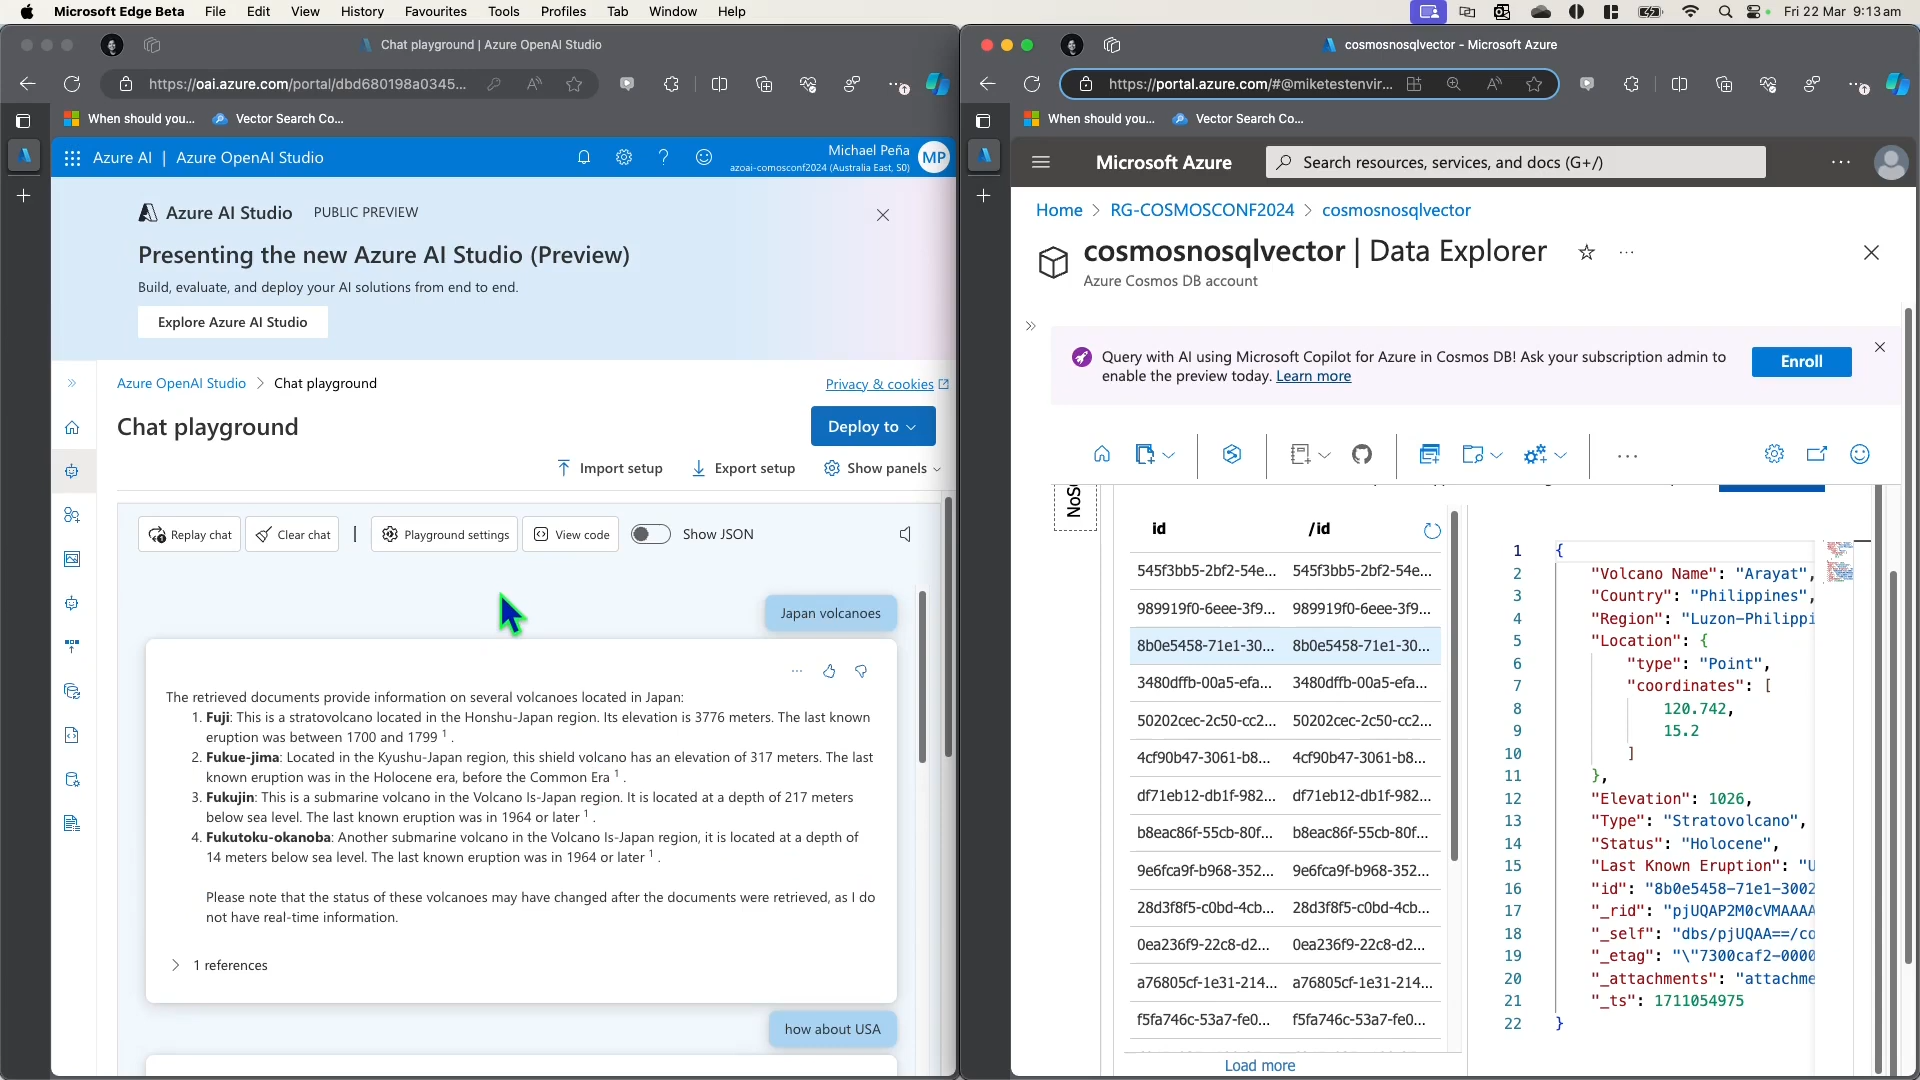 Microsoft Edge Beta File Edit View History Favourites Tools Profiles Tab Window Help
Fri 22 Mar 9:13 am
Chat playground | Azure OpenAI Studio
https://oai.azure.com/portal/dbd680198a0345...
When should you... Vector Search Co...
Azure AI | Azure OpenAI Studio
Michael Peña
azoai-comosconf2024 (Australia East, S0)
MP
Azure AI Studio PUBLIC PREVIEW
Presenting the new Azure AI Studio (Preview)
Build, evaluate, and deploy your AI solutions from end to end.
Explore Azure AI Studio
Azure OpenAI Studio > Chat playground
Privacy & cookies
Chat playground
Deploy to
Import setup Export setup Show panels
Replay chat Clear chat | Playground settings View code Show JSON
Japan volcanoes
The retrieved documents provide information on several volcanoes located in Japan:
1. Fuji: This is a stratovolcano located in the Honshu-Japan region. Its elevation is 3776 meters. The last known
eruption was between 1700 and 1799 1 .
2. Fukue-jima: Located in the Kyushu-Japan region, this shield volcano has an elevation of 317 meters. The last
known eruption was in the Holocene era, before the Common Era 1 .
3. Fukujin: This is a submarine volcano in the Volcano Is-Japan region. It is located at a depth of 217 meters
below sea level. The last known eruption was in 1964 or later 1 .
4. Fukutoku-okanoba: Another submarine volcano in the Volcano Is-Japan region, it is located at a depth of
14 meters below sea level. The last known eruption was in 1964 or later 1 .
Please note that the status of these volcanoes may have changed after the documents were retrieved, as I do
not have real-time information.
1 references
how about USA
cosmosnosqlvector - Microsoft Azure
https://portal.azure.com/#@miketestenvir...
When should you... Vector Search Co...
Microsoft Azure
Search resources, services, and docs (G+/)
Home > RG-COSMOSCONF2024 > cosmosnosqlvector
cosmosnosqlvector | Data Explorer
Azure Cosmos DB account
Query with AI using Microsoft Copilot for Azure in Cosmos DB! Ask your subscription admin to
enable the preview today. Learn more
Enroll
id /id
545f3bb5-2bf2-54e... 545f3bb5-2bf2-54e...
989919f0-6eee-3f9... 989919f0-6eee-3f9...
8b0e5458-71e1-30... 8b0e5458-71e1-30...
3480dffb-00a5-efa... 3480dffb-00a5-efa...
50202cec-2c50-cc2... 50202cec-2c50-cc2...
4cf90b47-3061-b8... 4cf90b47-3061-b8...
df71eb12-db1f-982... df71eb12-db1f-982...
b8eac86f-55cb-80f... b8eac86f-55cb-80f...
9e6fca9f-b968-352... 9e6fca9f-b968-352...
28d3f8f5-c0bd-4cb... 28d3f8f5-c0bd-4cb...
0ea236f9-22c8-d2... 0ea236f9-22c8-d2...
a76805cf-1e31-214... a76805cf-1e31-214...
f5fa746c-53a7-fe0... f5fa746c-53a7-fe0...
Load more
1 {
2 "Volcano Name": "Arayat",
3 "Country": "Philippines",
4 "Region": "Luzon-Philippi
5 "Location": {
6 "type": "Point",
7 "coordinates": [
8 120.742,
9 15.2
10 ]
11 },
12 "Elevation": 1026,
13 "Type": "Stratovolcano",
14 "Status": "Holocene",
15 "Last Known Eruption": "U
16 "id": "8b0e5458-71e1-3002
17 "_rid": "pjUQAP2M0cVMAAAA
18 "_self": "dbs/pjUQAA==/co
19 "_etag": "\"7300caf2-0000
20 "_attachments": "attachme
21 "_ts": 1711054975
22 }